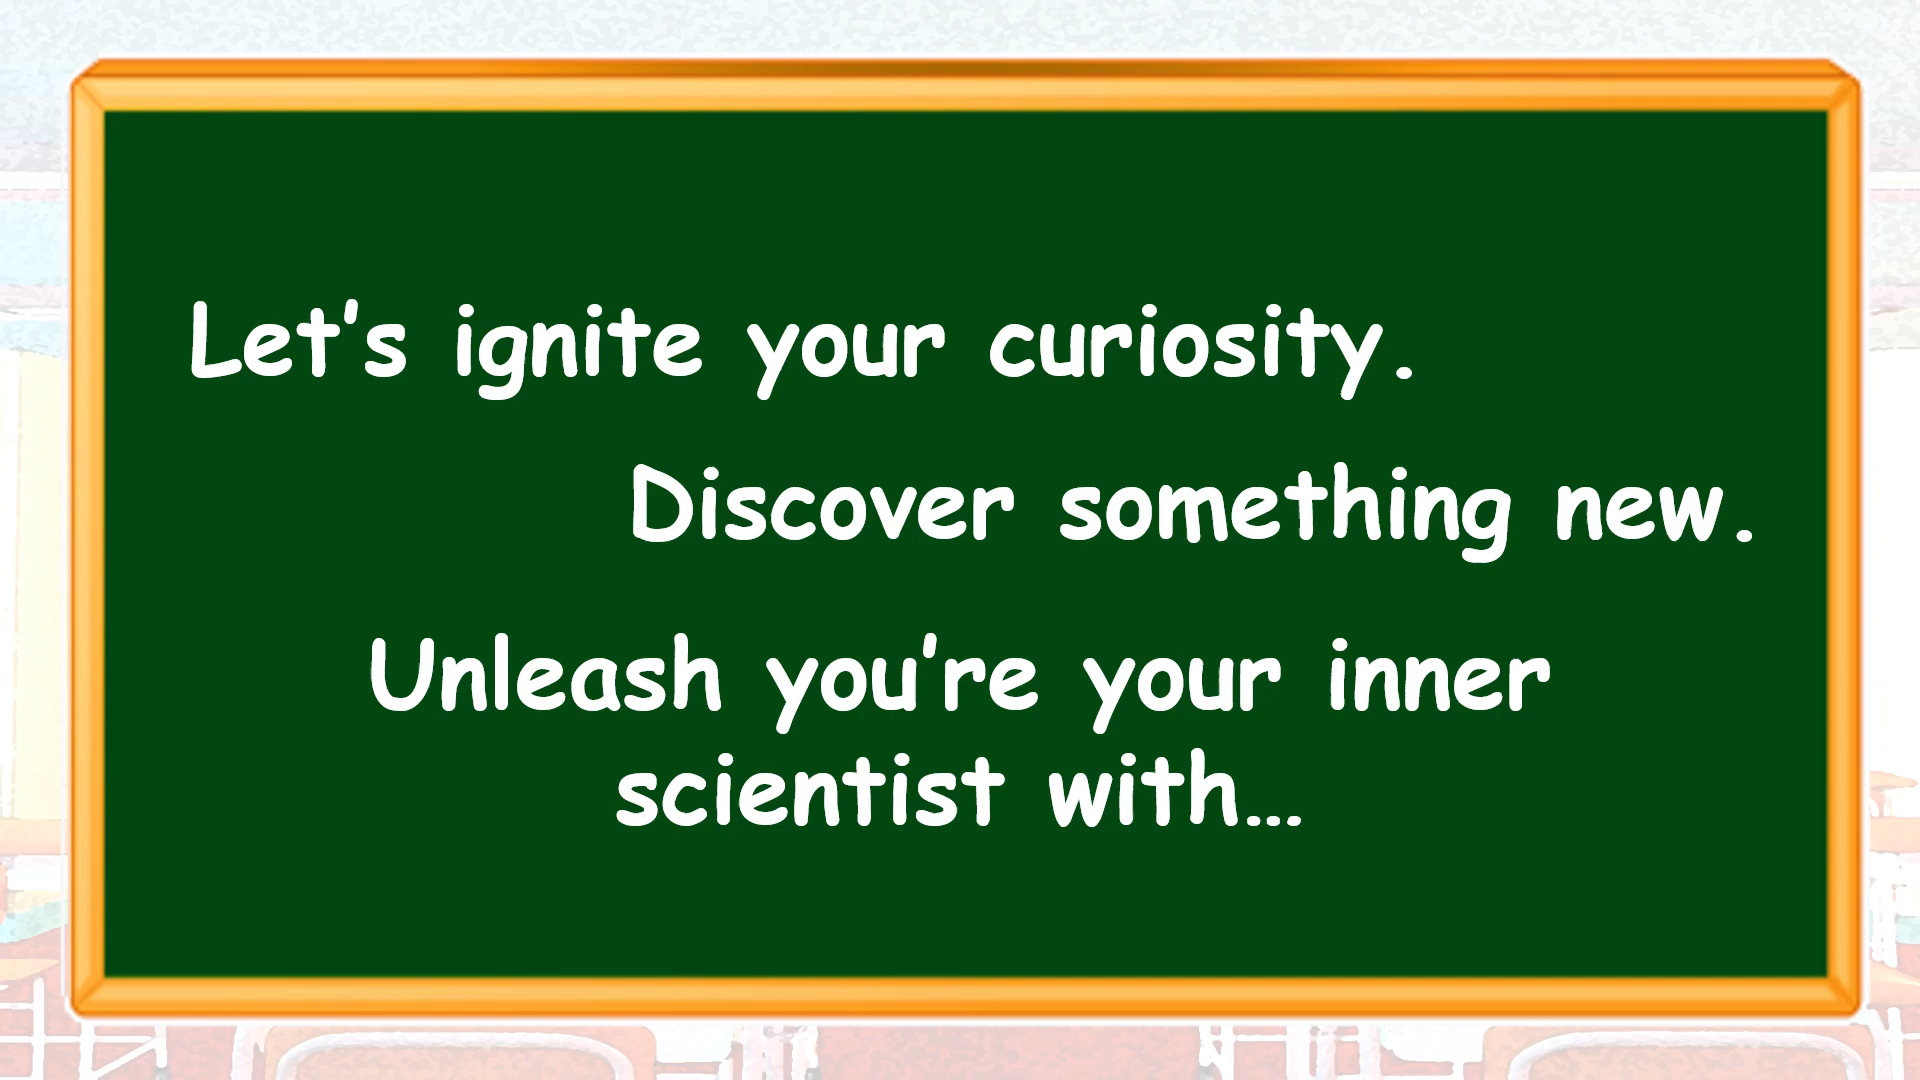 Let’s ignite your curiosity.
Discover something new.
Unleash you’re your inner
scientist with…